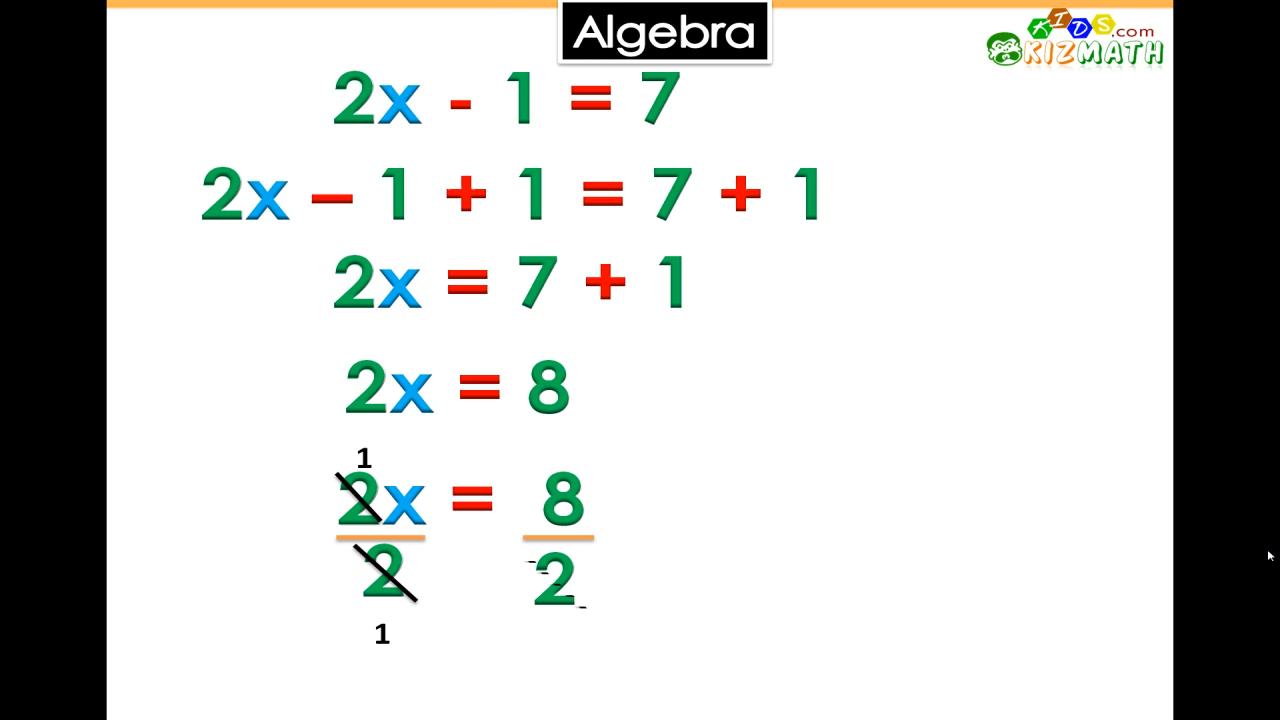 Algebra
KIDS.com
KIZMATH
2x - 1 = 7
2x – 1 + 1 = 7 + 1
2x = 7 + 1
2x = 8
1
2x = 8
2 2
1